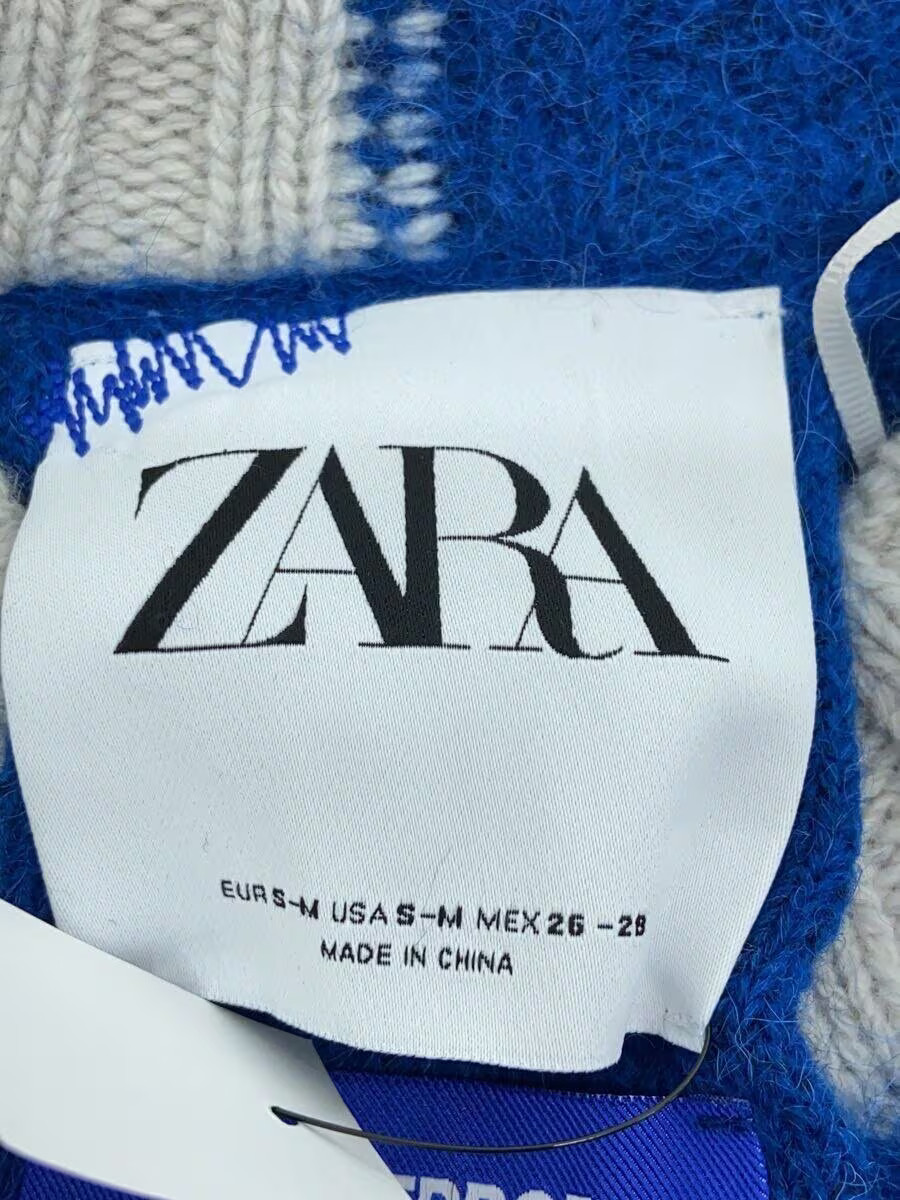 ZARA
EUR S-M USA S-M MEX 26 -28
MADE IN CHINA